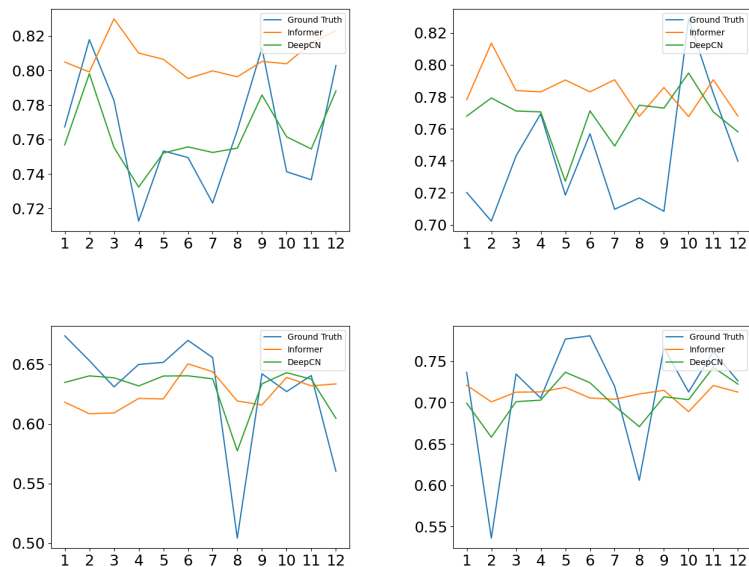 Ground Truth
Informer
DeepCN
0.82
0.80
0.78
0.76
0.74
0.72
1 2 3 4 5 6 7 8 9 10 11 12
Ground Truth
Informer
DeepCN
0.82
0.80
0.78
0.76
0.74
0.72
0.70
1 2 3 4 5 6 7 8 9 10 11 12
Ground Truth
Informer
DeepCN
0.65
0.60
0.55
0.50
1 2 3 4 5 6 7 8 9 10 11 12
Ground Truth
Informer
DeepCN
0.75
0.70
0.65
0.60
0.55
1 2 3 4 5 6 7 8 9 10 11 12